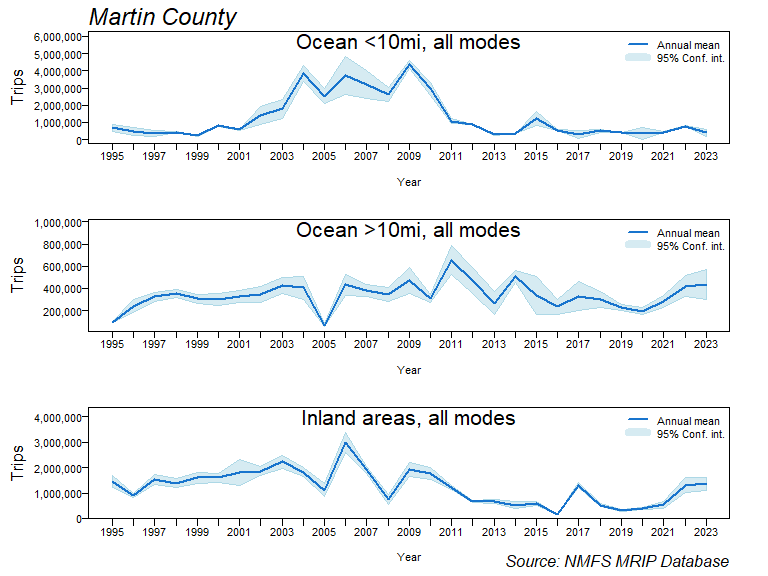 Martin County
Ocean <10mi, all modes
Annual mean
95% Conf. int.
Trips
6,000,000
5,000,000
4,000,000
3,000,000
2,000,000
1,000,000
0
1995 1997 1999 2001 2003 2005 2007 2009 2011 2013 2015 2017 2019 2021 2023
Year
Ocean >10mi, all modes
Annual mean
95% Conf. int.
Trips
1,000,000
800,000
600,000
400,000
200,000
1995 1997 1999 2001 2003 2005 2007 2009 2011 2013 2015 2017 2019 2021 2023
Year
Inland areas, all modes
Annual mean
95% Conf. int.
Trips
4,000,000
3,000,000
2,000,000
1,000,000
0
1995 1997 1999 2001 2003 2005 2007 2009 2011 2013 2015 2017 2019 2021 2023
Year
Source: NMFS MRIP Database